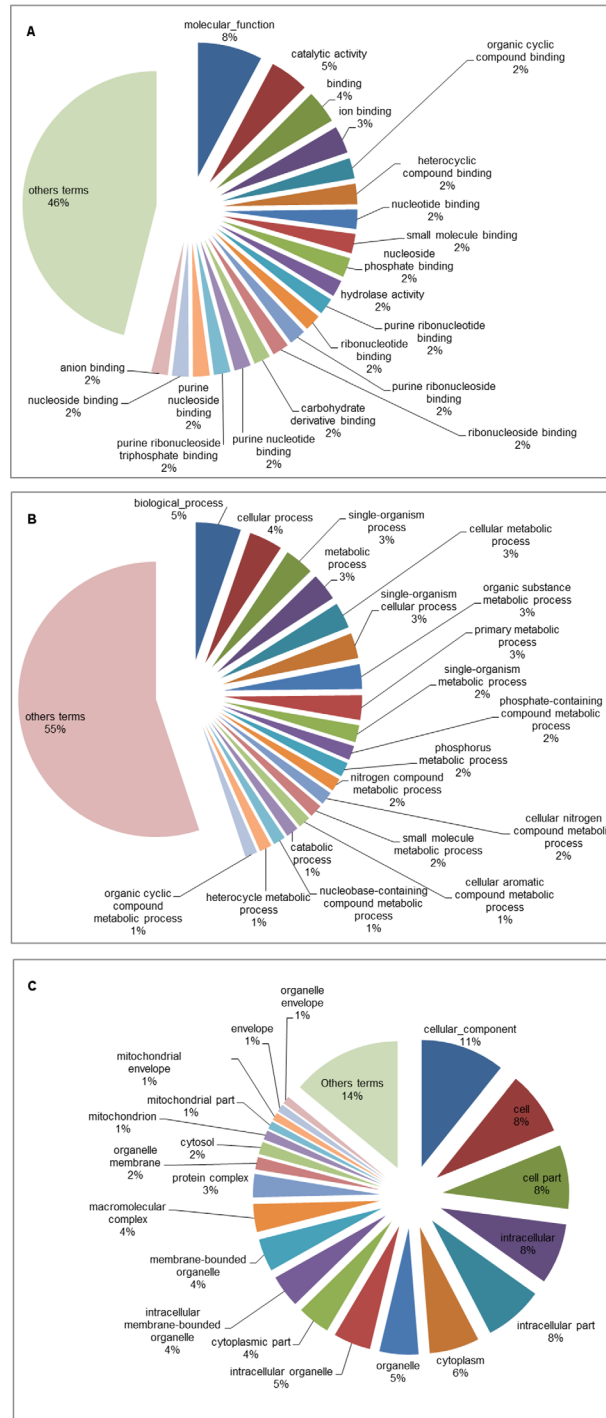 A
molecular_function
8%
catalytic activity
5%
binding
4%
ion binding
3%
organic cyclic
compound binding
2%
heterocyclic
compound binding
2%
nucleotide binding
2%
small molecule binding
2%
nucleoside
phosphate binding
2%
hydrolase activity
2%
purine ribonucleotide
binding
2%
ribonucleotide
binding
2%
purine ribonucleoside
binding
2%
ribonucleoside binding
2%
carbohydrate
derivative binding
2%
purine nucleotide
binding
2%
purine ribonucleoside
triphosphate binding
2%
purine
nucleoside
binding
2%
nucleoside binding
2%
anion binding
2%
others terms
46%
B
biological_process
5%
cellular process
4%
single-organism
process
3%
metabolic
process
3%
cellular metabolic
process
3%
single-organism
cellular process
3%
organic substance
metabolic process
3%
primary metabolic
process
3%
single-organism
metabolic process
2%
phosphate-containing
compound metabolic
process
2%
phosphorus
metabolic process
2%
nitrogen compound
metabolic process
2%
cellular nitrogen
compound metabolic
process
2%
small molecule
metabolic process
2%
cellular aromatic
compound metabolic
process
1%
catabolic
process
1%
nucleobase-containing
compound metabolic
process
1%
heterocycle metabolic
process
1%
organic cyclic
compound
metabolic process
1%
others terms
55%
C
cellular_component
11%
cell
8%
cell part
8%
intracellular
8%
intracellular part
8%
cytoplasm
6%
organelle
5%
intracellular organelle
5%
cytoplasmic part
4%
intracellular
membrane-bounded
organelle
4%
membrane-bounded
organelle
4%
macromolecular
complex
4%
protein complex
3%
organelle
membrane
2%
cytosol
2%
mitochondrion
1%
mitochondrial part
1%
mitochondrial
envelope
1%
envelope
1%
organelle
envelope
1%
Others terms
14%